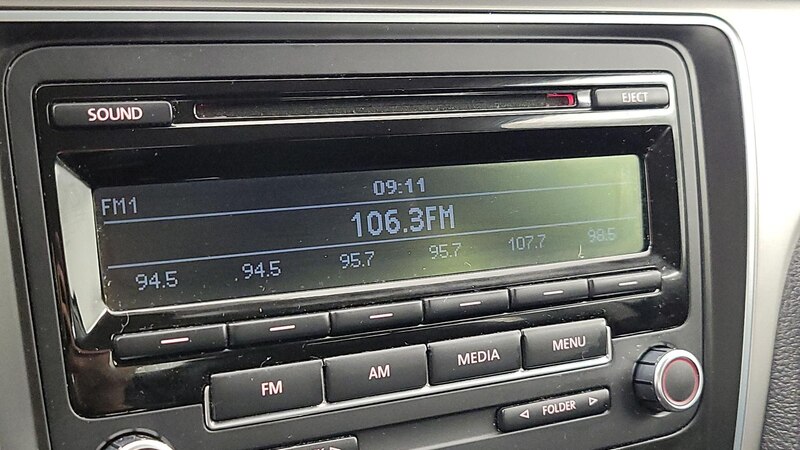 SOUND
EJECT
09:11
FM1
106.3FM
94.5 94.5 95.7 95.7 107.7 98.5
FM AM MEDIA MENU
FOLDER